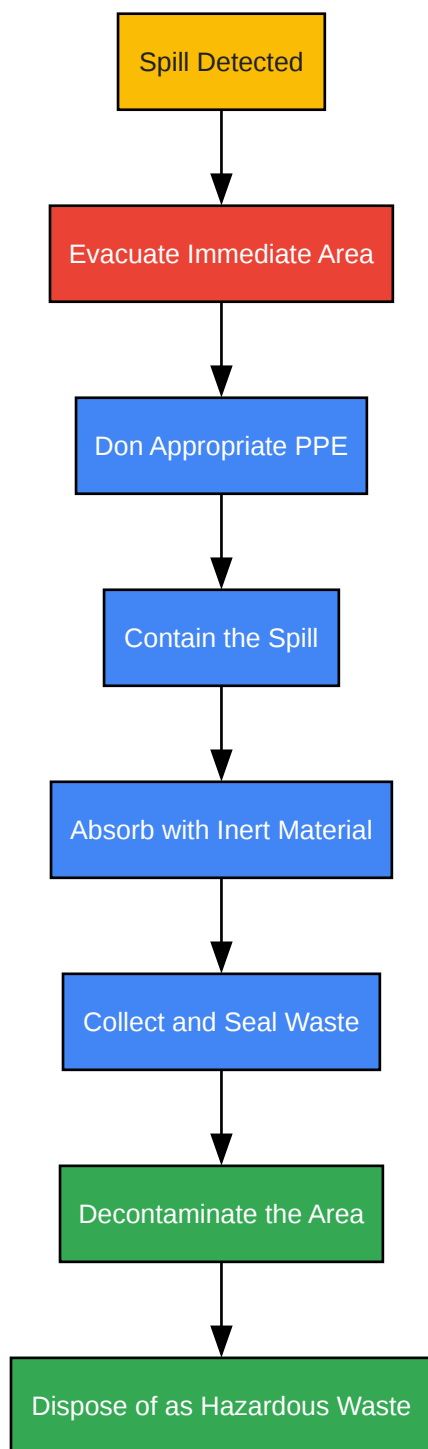 Spill Detected
Evacuate Immediate Area
Don Appropriate PPE
Contain the Spill
Absorb with Inert Material
Collect and Seal Waste
Decontaminate the Area
Dispose of as Hazardous Waste